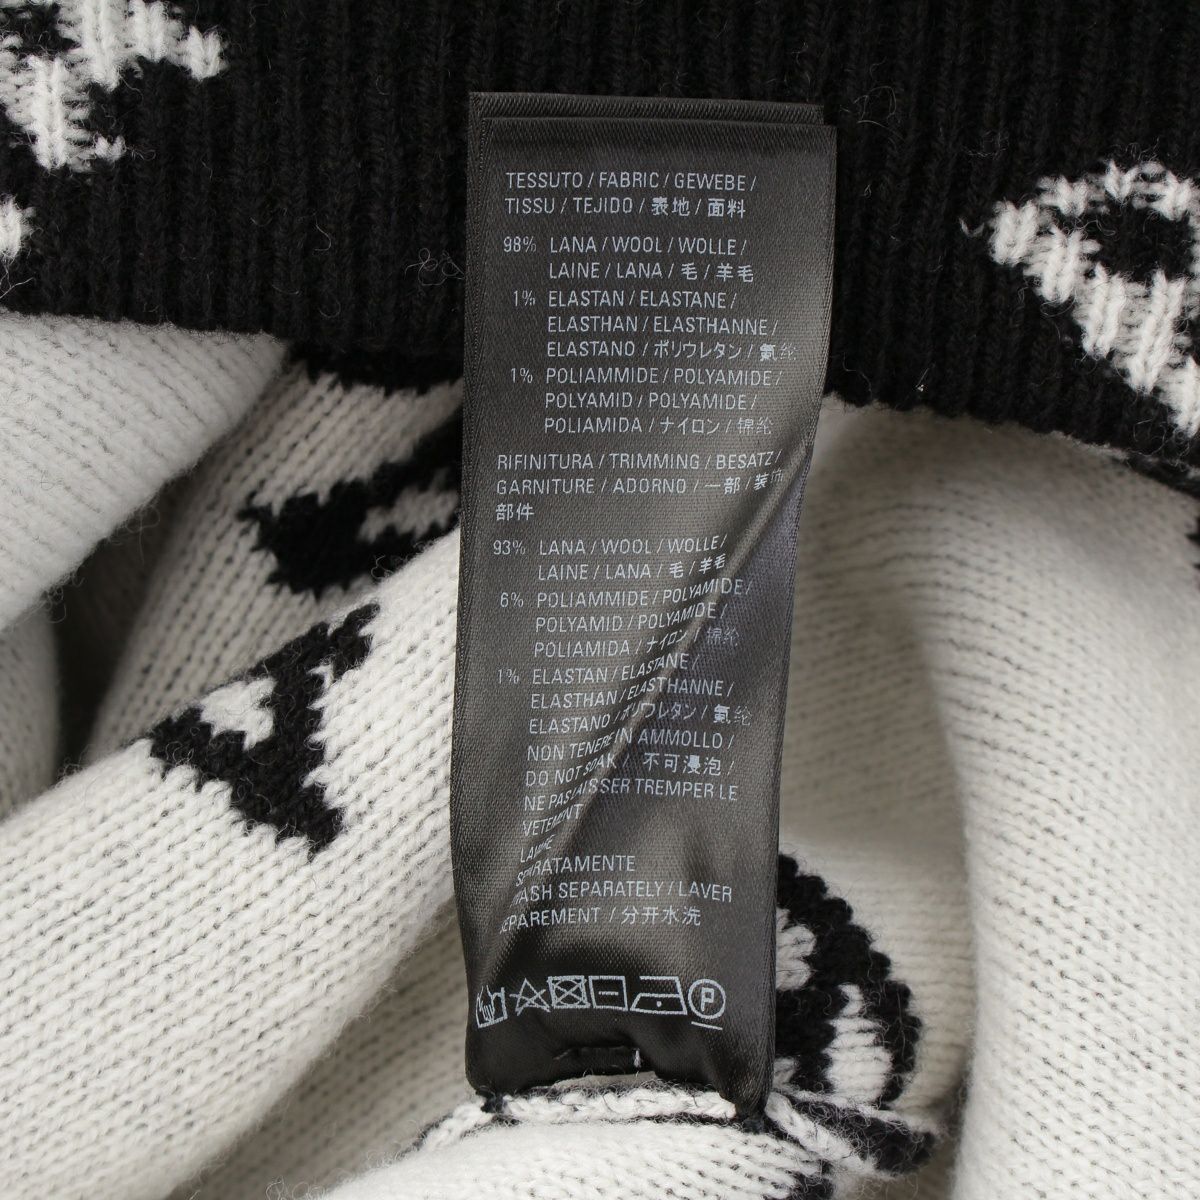 TESSUTO / FABRIC / GEWEBE /
TISSU / TEJIDO / 表地 / 面料
98% LANA / WOOL / WOLLE /
LAINE / LANA / 毛 / 羊毛
1% ELASTAN / ELASTANE /
ELASTHAN / ELASTHANNE /
ELASTANO / ポリウレタン / 氨纶
1% POLIAMMIDE / POLYAMIDE /
POLYAMID / POLYAMIDE /
POLIAMIDA / ナイロン / 锦纶
RIFINITURA / TRIMMING / BESATZ /
GARNITURE / ADORNO / 一部 / 装饰
部件
93% LANA / WOOL / WOLLE /
LAINE / LANA / 毛 / 羊毛
6% POLIAMMIDE / POLYAMIDE /
POLYAMID / POLYAMIDE /
POLIAMIDA / ナイロン / 锦纶
1% ELASTAN / ELASTANE /
ELASTHAN / ELASTHANNE /
ELASTANO / ポリウレタン / 氨纶
NON TENERE IN AMMOLLO /
DO NOT SOAK / 不可浸泡 /
NE PAS LAISSER TREMPER LE
VETEMENT
SEPARATAMENTE
WASH SEPARATELY / LAVER
SEPAREMENT / 分开水洗
P